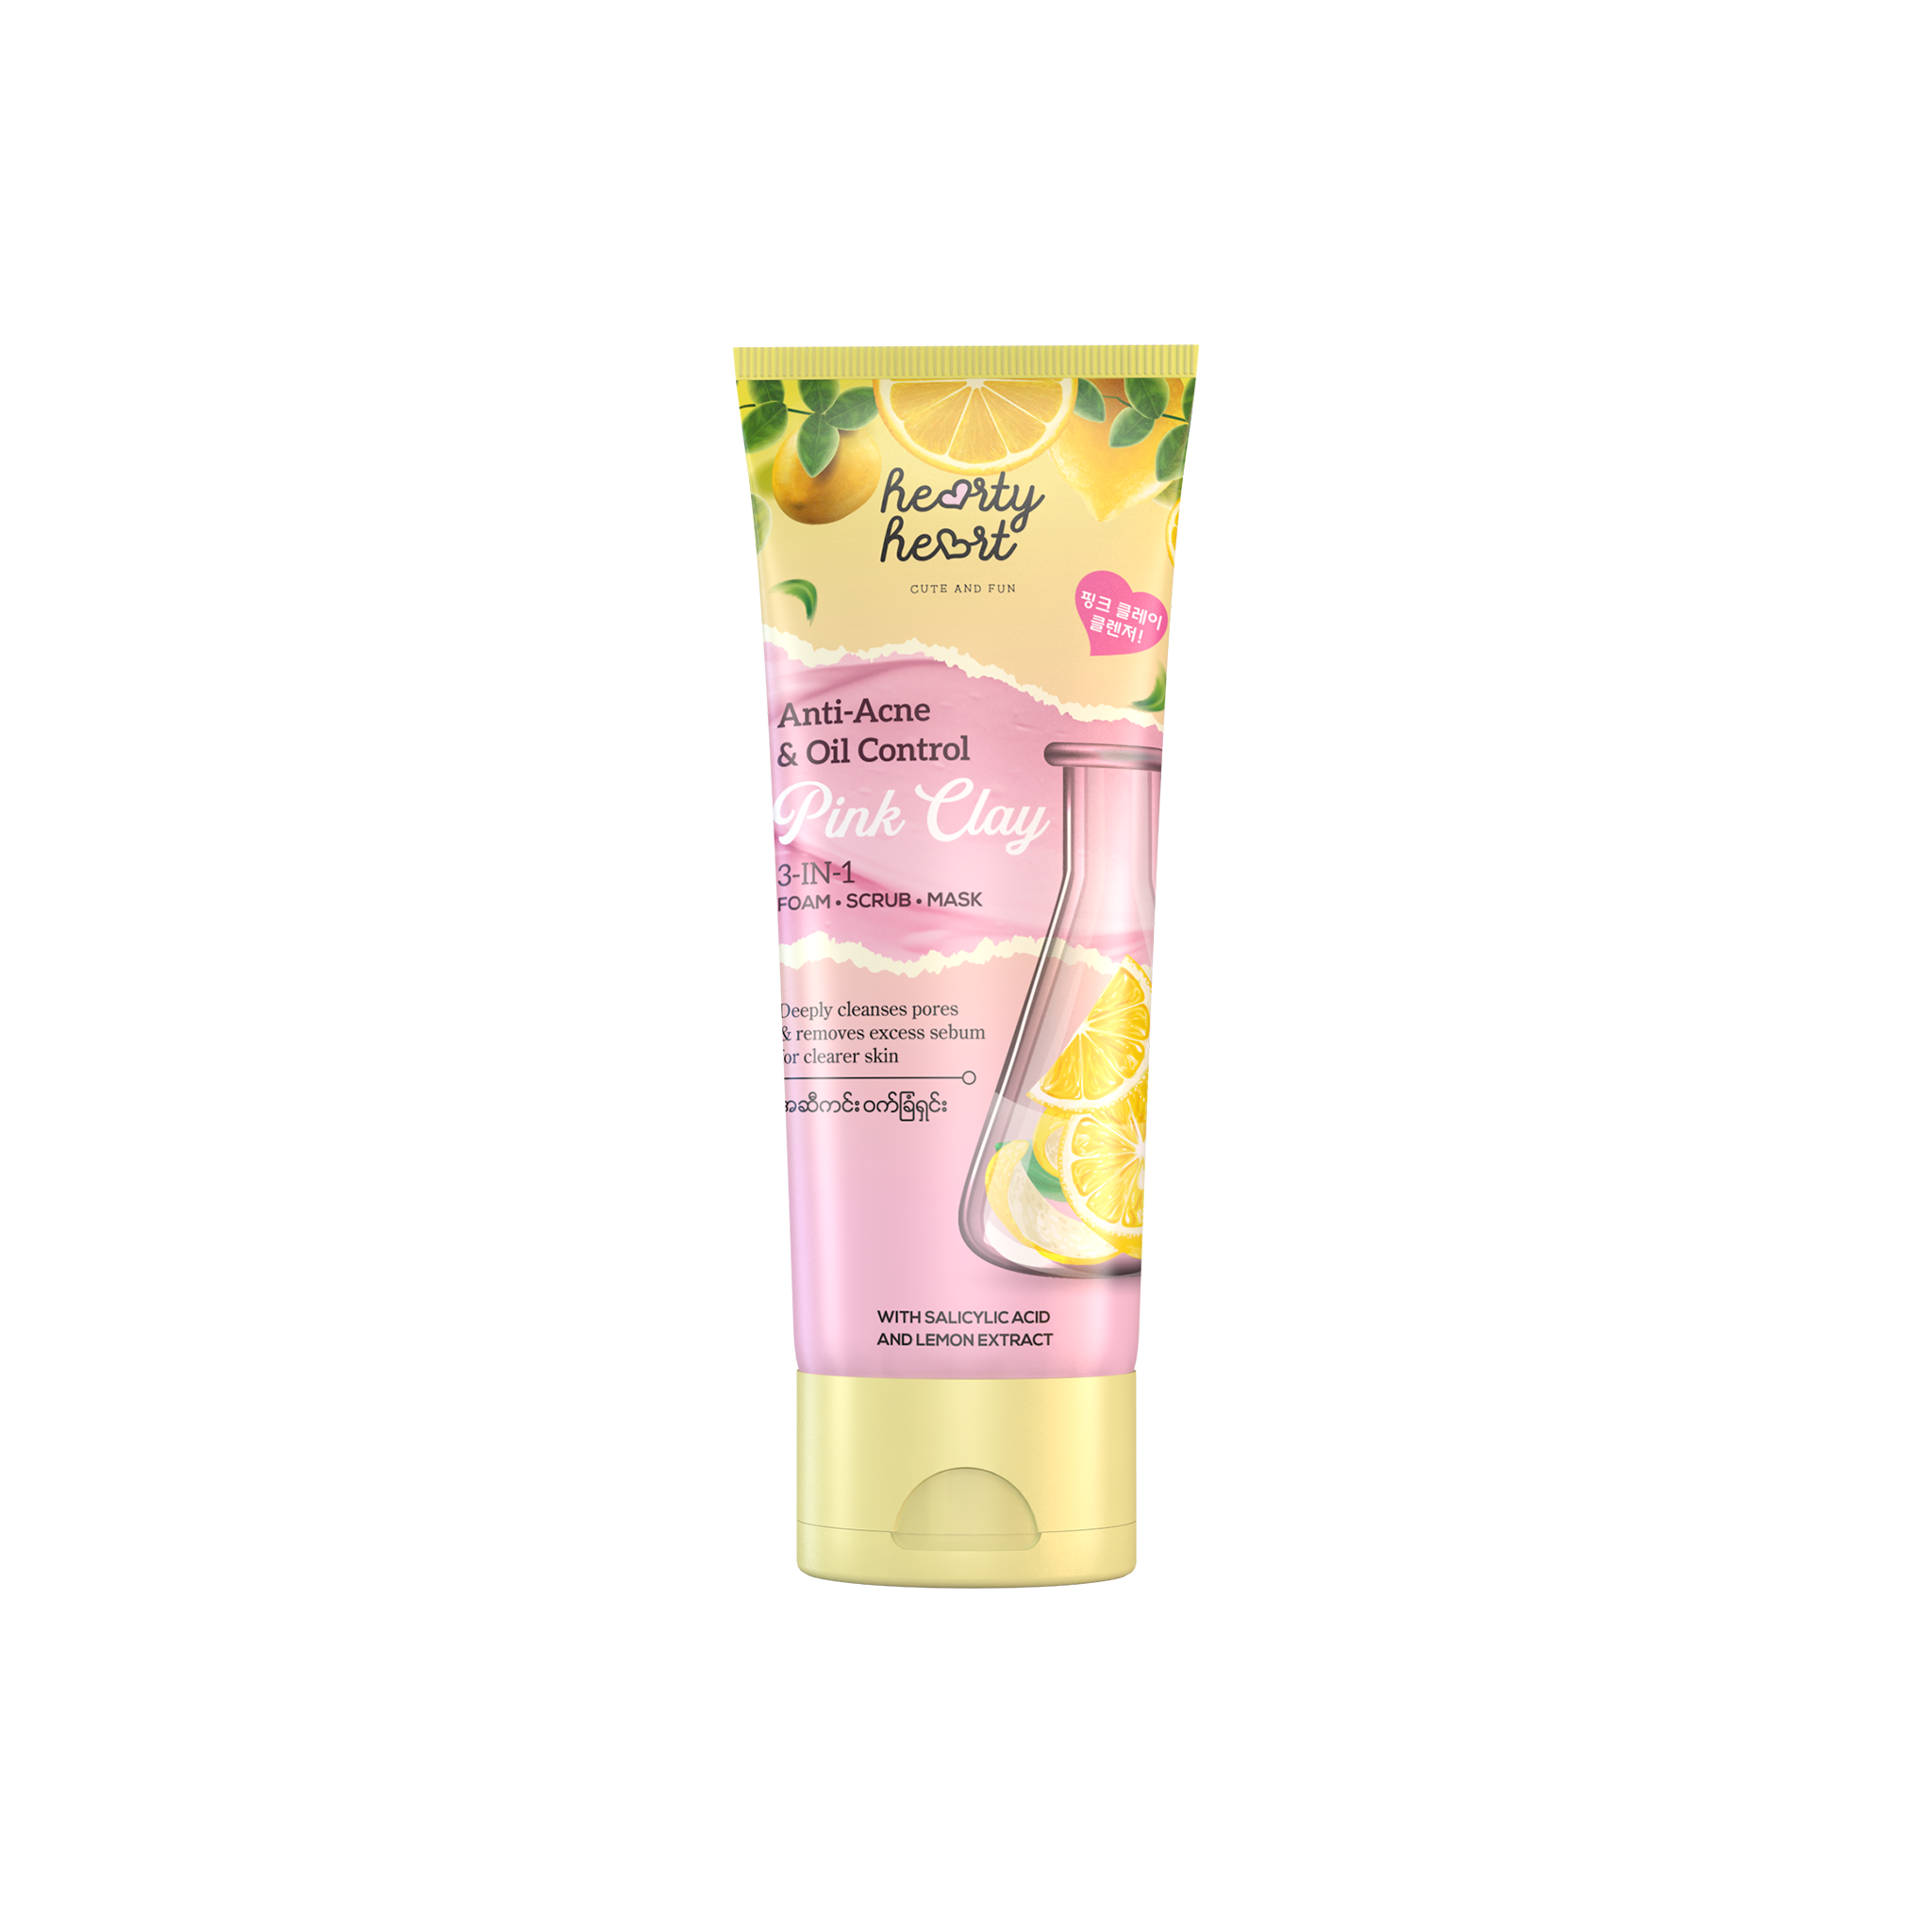 hearty
heart
CUTE AND FUN
핑크 클레이
클렌저!
Anti-Acne
& Oil Control
Pink Clay
3-IN-1
FOAM • SCRUB • MASK
Deeply cleanses pores
& removes excess sebum
for clearer skin
အဆီကင်း ဝက်ခြံရှင်း
WITH SALICYLIC ACID
AND LEMON EXTRACT